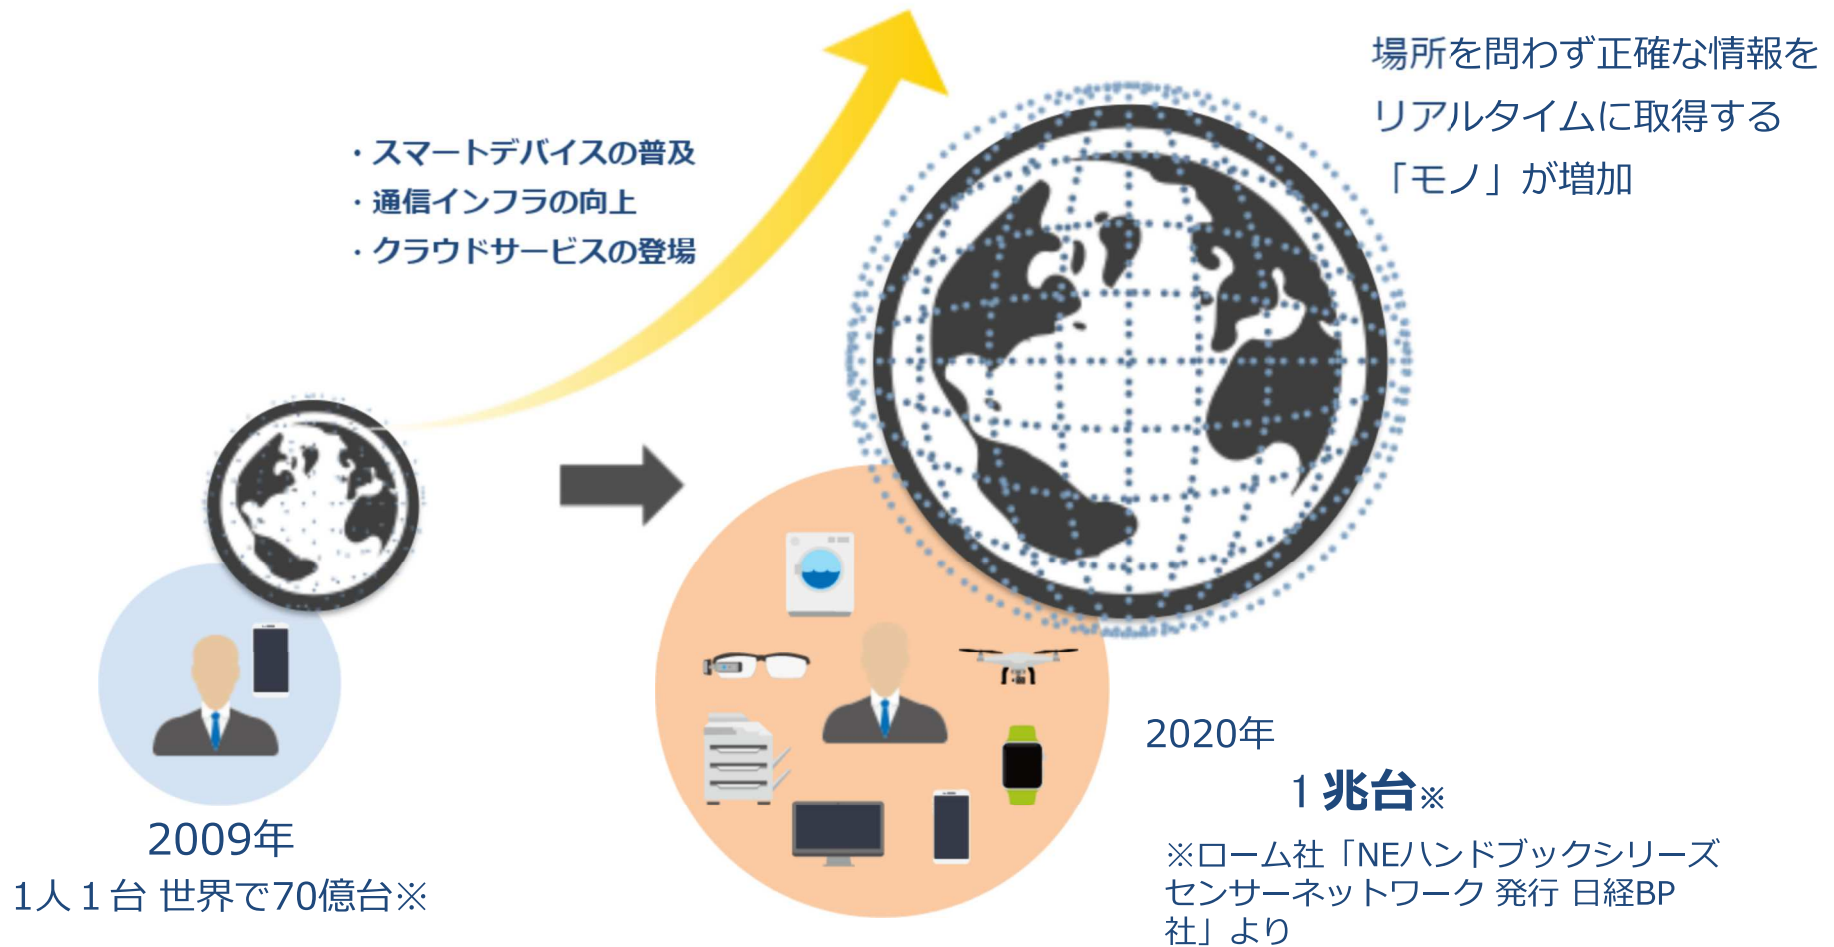 場所を問わず正確な情報を
リアルタイムに取得する
「モノ」が増加
・スマートデバイスの普及
・通信インフラの向上
・クラウドサービスの登場
2009年
1人１台 世界で70億台※
2020年
１兆台※
※ローム社「NEハンドブックシリーズ
センサーネットワーク 発行 日経BP
社」より